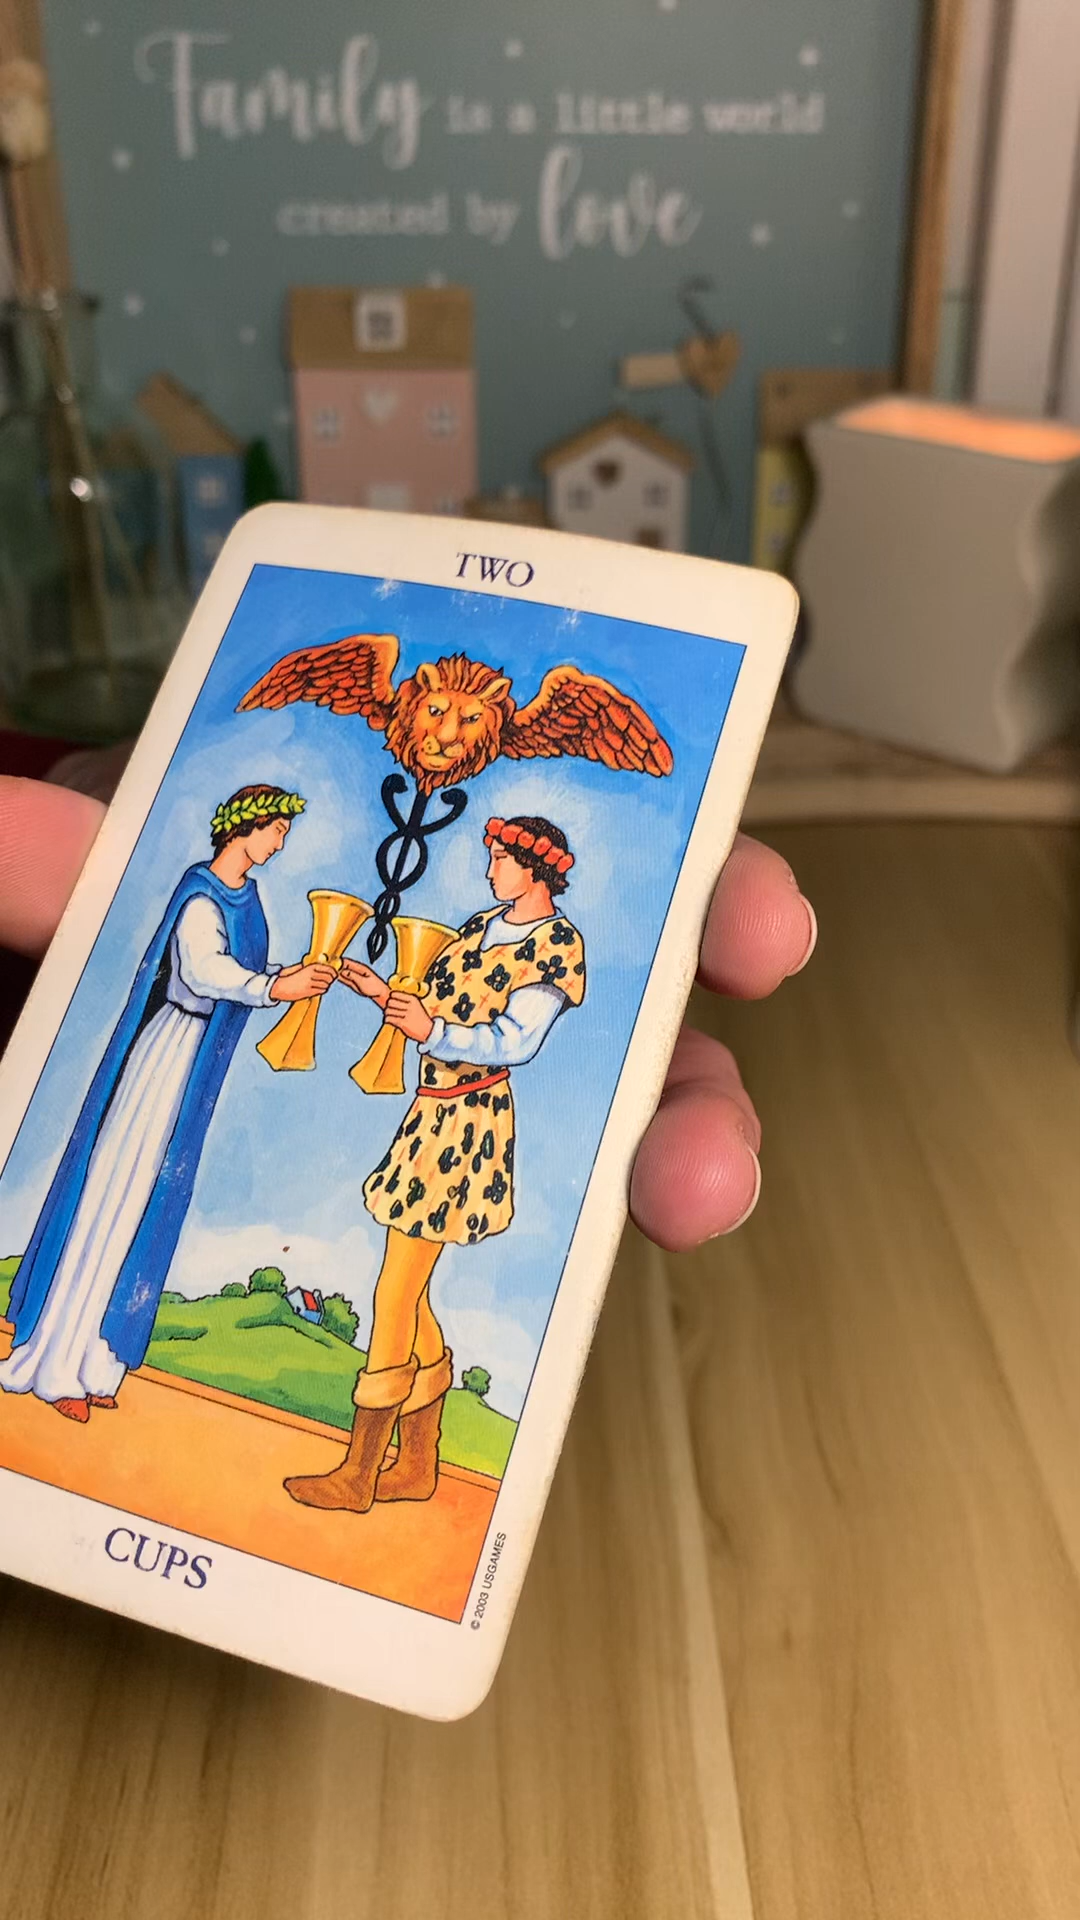 Family is a little world
created by love
TWO
CUPS
© 2003 USGAMES